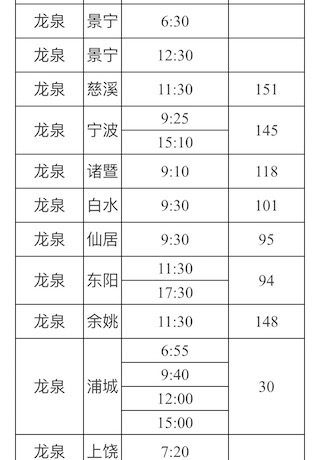 龙泉 景宁 6:30
龙泉 景宁 12:30
龙泉 慈溪 11:30 151
龙泉 宁波 9:25 145
15:10
龙泉 诸暨 9:10 118
龙泉 白水 9:30 101
龙泉 仙居 9:30 95
龙泉 东阳 11:30 94
17:30
龙泉 余姚 11:30 148
龙泉 浦城 6:55 30
9:40
12:00
15:00
龙泉 上饶 7:20